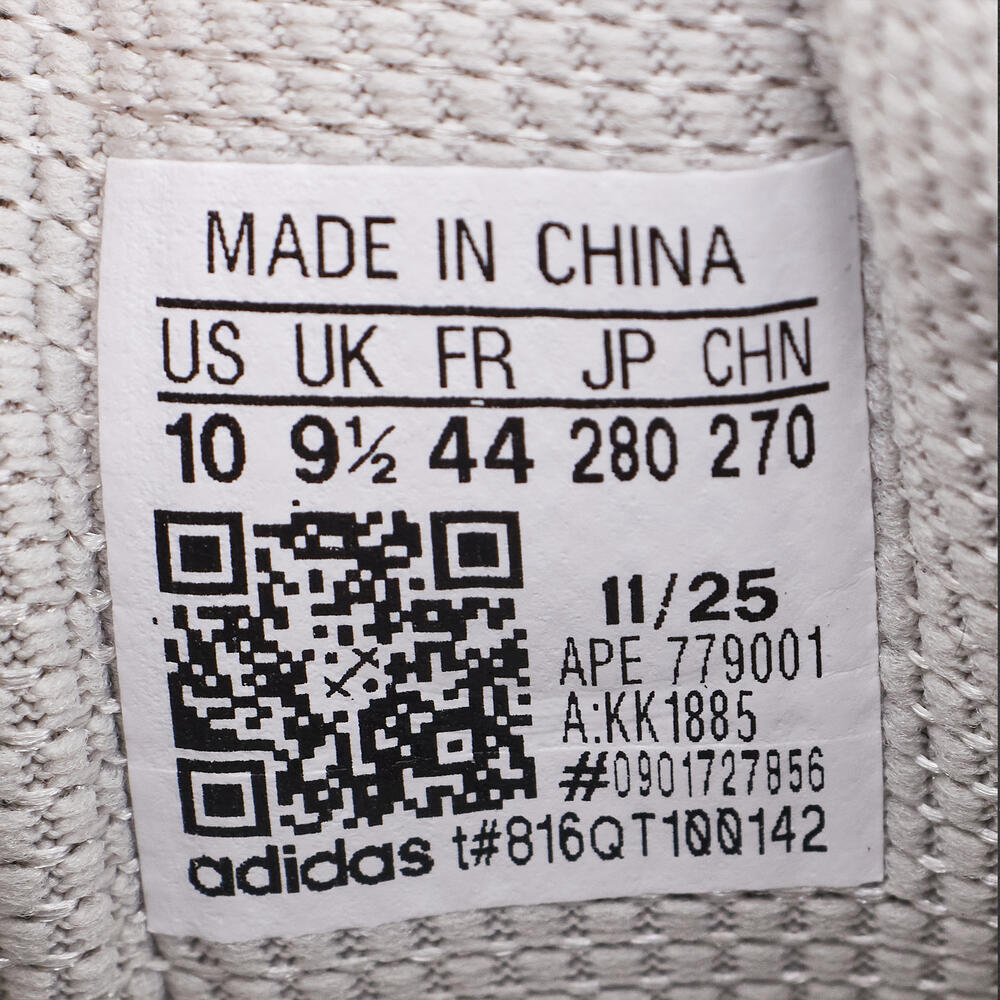 MADE IN CHINA
US UK FR JP CHN
10 9½ 44 280 270
11/25
APE 779001
A:KK1885
#0901727856
adidas t#816QT100142